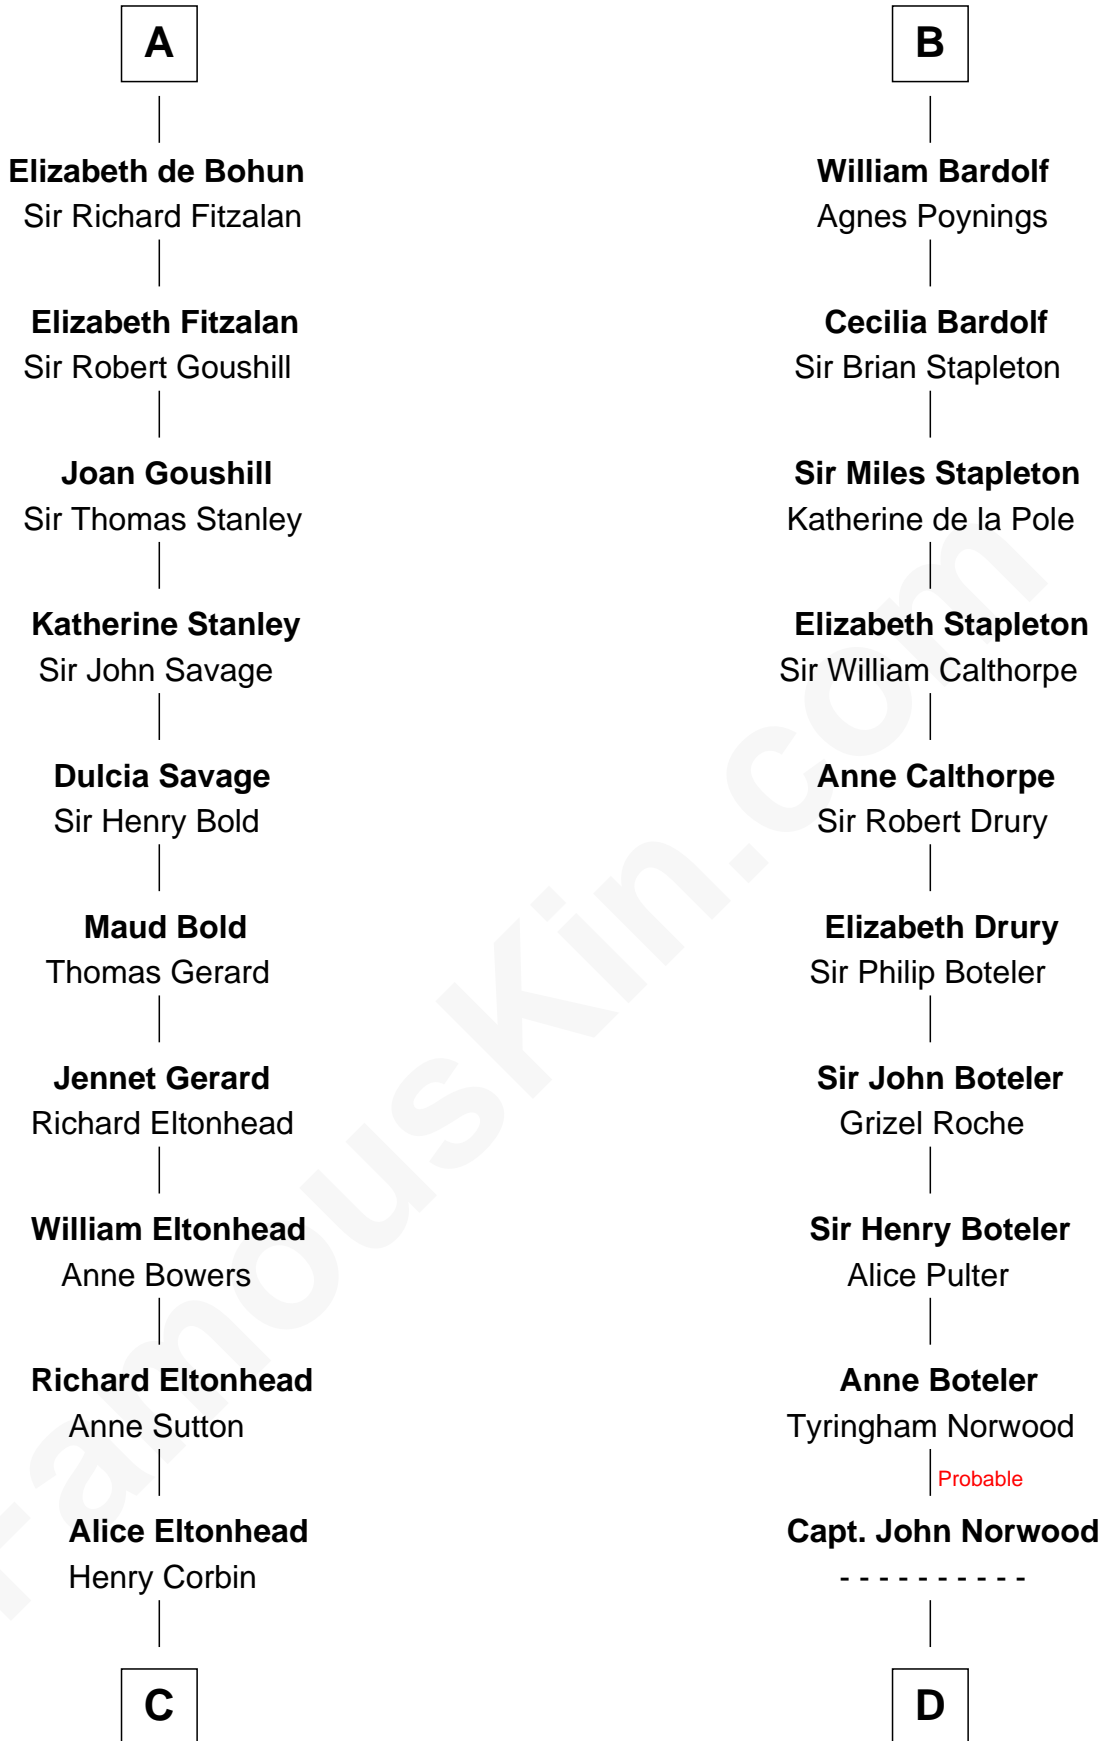 A
Elizabeth de Bohun
Sir Richard Fitzalan
Elizabeth Fitzalan
Sir Robert Goushill
Joan Goushill
Sir Thomas Stanley
Katherine Stanley
Sir John Savage
Dulcia Savage
Sir Henry Bold
Maud Bold
Thomas Gerard
Jennet Gerard
Richard Eltonhead
William Eltonhead
Anne Bowers
Richard Eltonhead
Anne Sutton
Alice Eltonhead
Henry Corbin
C
B
William Bardolf
Agnes Poynings
Cecilia Bardolf
Sir Brian Stapleton
Sir Miles Stapleton
Katherine de la Pole
Elizabeth Stapleton
Sir William Calthorpe
Anne Calthorpe
Sir Robert Drury
Elizabeth Drury
Sir Philip Boteler
Sir John Boteler
Grizel Roche
Sir Henry Boteler
Alice Pulter
Anne Boteler
Tyringham Norwood
Probable
Capt. John Norwood
- - - - - - - - - -
D
FamousKin.com